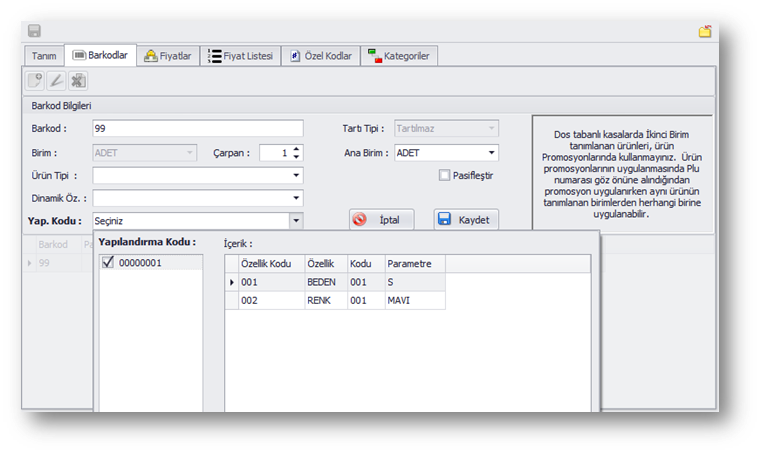 Tanım Barkodlar Fiyatlar Fiyat Listesi Özel Kodlar Kategoriler
Barkod Bilgileri
Barkod : 99 Tartı Tipi : Tartılmaz
Birim : ADET Çarpan : 1 Ana Birim : ADET
Ürün Tipi : Pasifleştir
Dinamik Öz. :
Yap. Kodu : Seçiniz İptal Kaydet
Dos tabanlı kasalarda İkinci Birim
tanımlanan ürünleri, ürün
Promosyonlarında kullanmayınız. Ürün
promosyonlarının uygulanmasında Plu
numarası göz önüne alındığından
promosyon uygulanırken aynı ürünün
tanımlanan birimlerden herhangi birine
uygulanabilir.
Barkod
99
Yapılandırma Kodu : İçerik :
00000001
Özellik Kodu Özellik Kodu Parametre
001 BEDEN 001 S
002 RENK 001 MAVI